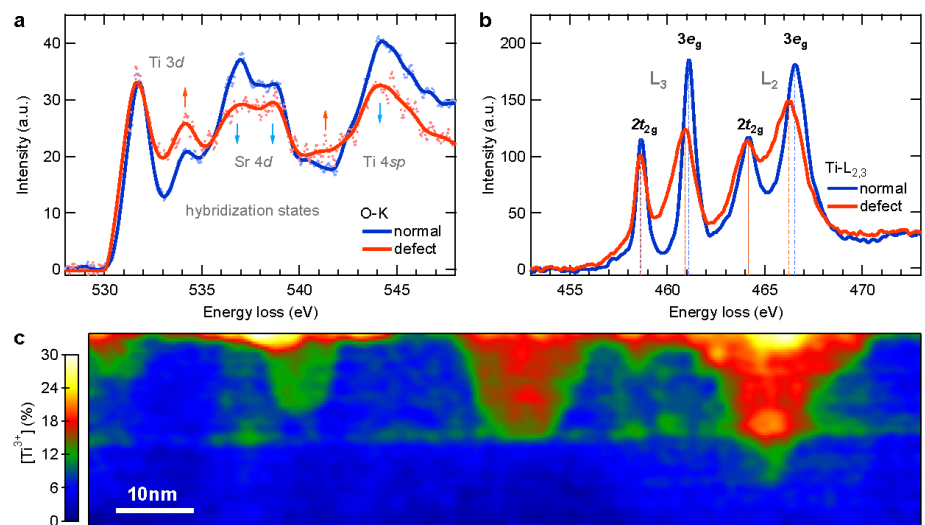 a
Intensity (a.u.)
40
30
20
10
0
Ti 3d
Sr 4d
Ti 4sp
hybridization states
O-K
normal
defect
530
535
540
545
Energy loss (eV)
b
Intensity (a.u.)
200
150
100
50
0
3eg
3eg
L3
L2
2t2g
2t2g
Ti-L2,3
normal
defect
455
460
465
470
Energy loss (eV)
c
[Ti3+] (%)
30
24
18
12
6
0
10nm